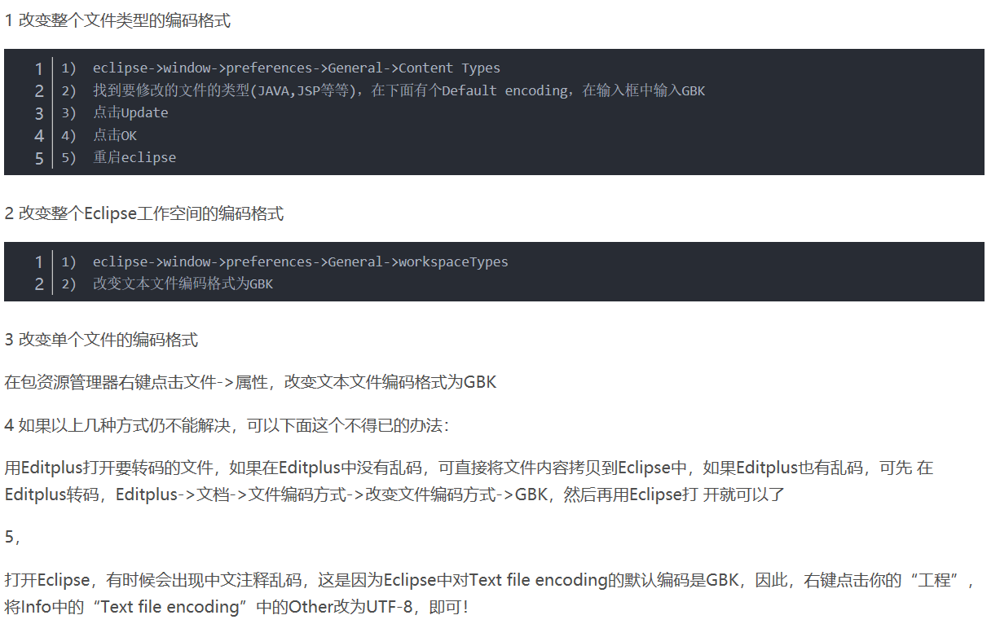 1 改变整个文件类型的编码格式
1 1) eclipse->window->preferences->General->Content Types
2 2) 找到要修改的文件的类型(JAVA,JSP等等)，在下面有个Default encoding，在输入框中输入GBK
3 3) 点击Update
4 4) 点击OK
5 5) 重启eclipse
2 改变整个Eclipse工作空间的编码格式
1 1) eclipse->window->preferences->General->workspaceTypes
2 2) 改变文本文件编码格式为GBK
3 改变单个文件的编码格式
在包资源管理器右键点击文件->属性，改变文本文件编码格式为GBK
4 如果以上几种方式仍不能解决，可以下面这个不得已的办法：
用Editplus打开要转码的文件，如果在Editplus中没有乱码，可直接将文件内容拷贝到Eclipse中，如果Editplus也有乱码，可先 在
Editplus转码，Editplus->文档->文件编码方式->改变文件编码方式->GBK，然后再用Eclipse打 开就可以了
5，
打开Eclipse，有时候会出现中文注释乱码，这是因为Eclipse中对Text file encoding的默认编码是GBK，因此，右键点击你的“工程”，
将Info中的“Text file encoding”中的Other改为UTF-8，即可！